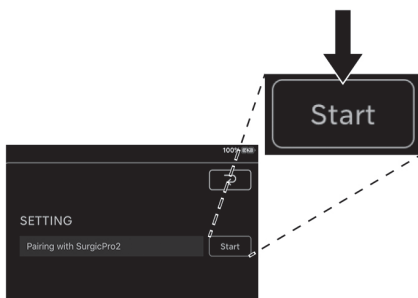 Start
100%
SETTING
Pairing with SurgicPro2
Start